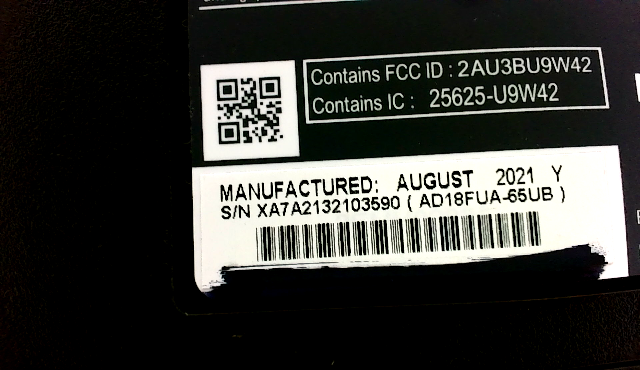 Contains FCC ID : 2AU3BU9W42
Contains IC : 25625-U9W42
MANUFACTURED: AUGUST 2021 Y
S/N XA7A2132103590 ( AD18FUA-65UB )